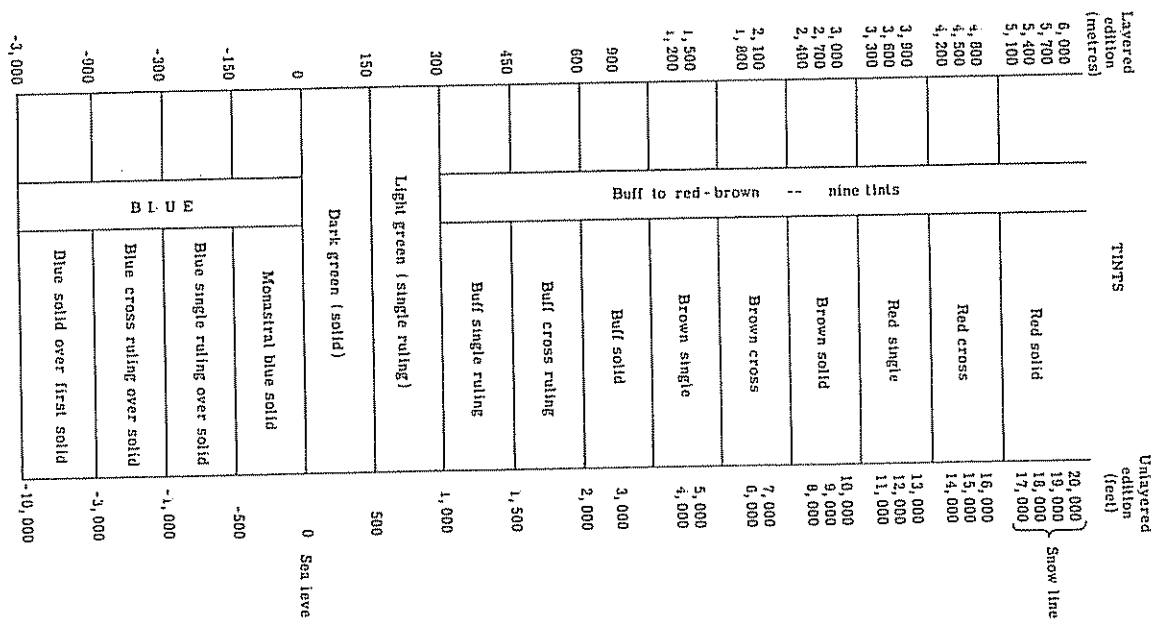 Layered
edition
(metres)
TINTS
Unlayered
edition
(feet)
6,000
5,700
5,400
5,100
Red solid
20,000
19,000
18,000
17,000
Snow line
4,800
4,500
4,200
Red cross
16,000
15,000
14,000
3,900
3,600
3,300
Red single
13,000
12,000
11,000
3,000
2,700
2,400
Brown solid
10,000
9,000
8,000
2,100
1,800
Brown cross
7,000
6,000
1,500
1,200
Brown single
5,000
4,000
900
Buff solid
3,000
600
2,000
Buff cross ruling
450
1,500
Buff single ruling
Buff to red-brown -- nine tints
300
1,000
Light green (single ruling)
150
500
Dark green (solid)
0
0 Sea leve
Monastral blue solid
-150
-500
Blue single ruling over solid
-300
-1,000
BLUE
Blue cross ruling over solid
-900
-3,000
Blue solid over first solid
-3,000
-10,000